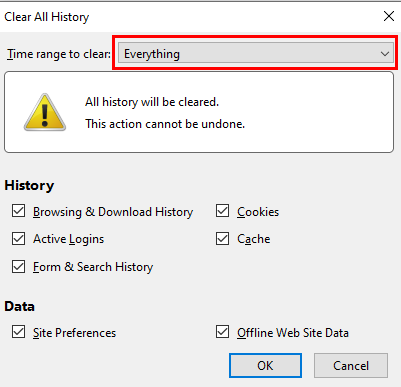 Clear All History
Time range to clear: Everything
All history will be cleared.
This action cannot be undone.
History
Browsing & Download History Cookies
Active Logins Cache
Form & Search History
Data
Site Preferences Offline Web Site Data
OK Cancel